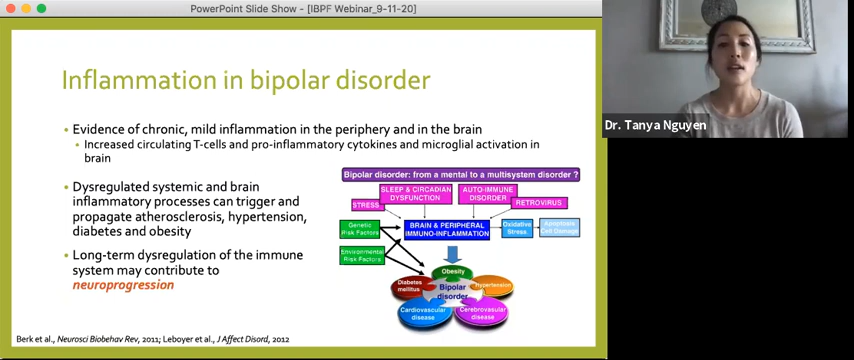 PowerPoint Slide Show - [IBPF Webinar_9-11-20]
Inflammation in bipolar disorder
• Evidence of chronic, mild inflammation in the periphery and in the brain
• Increased circulating T-cells and pro-inflammatory cytokines and microglial activation in
brain
• Dysregulated systemic and brain
inflammatory processes can trigger and
propagate atherosclerosis, hypertension,
diabetes and obesity
• Long-term dysregulation of the immune
system may contribute to
neuroprogression
Bipolar disorder: from a mental to a multisystem disorder ?
STRESS
SLEEP & CIRCADIAN
DYSFUNCTION
AUTO-IMMUNE
DISORDER
RETROVIRUS
Genetic
Risk Factors
Environmental
Risk Factors
BRAIN & PERIPHERAL
IMMUNO-INFLAMMATION
Oxidative
Stress
Apoptosis
Cell Damage
Obesity
Diabetes
mellitus
Hypertension
Bipolar
disorder
Cardiovascular
disease
Cerebrovascular
disease
Berk et al., Neurosci Biobehav Rev, 2011; Leboyer et al., J Affect Disord, 2012
Dr. Tanya Nguyen